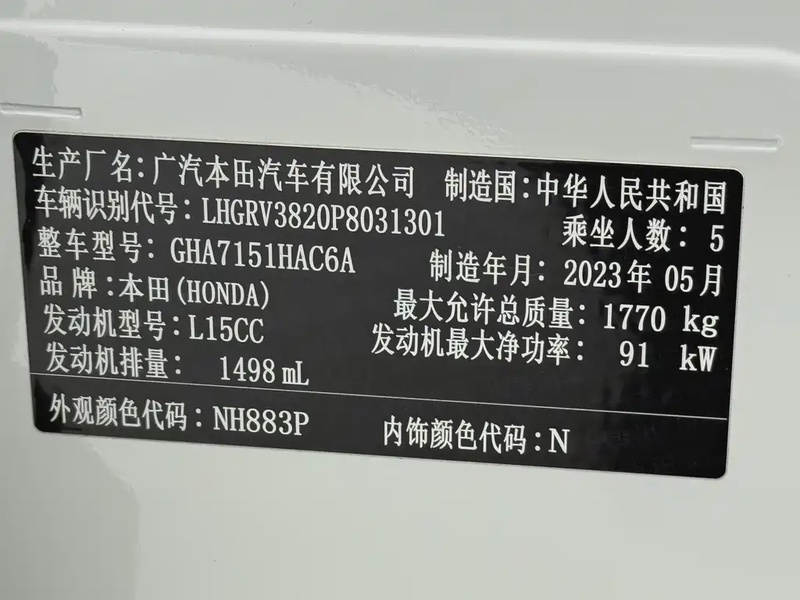 生产厂名：广汽本田汽车有限公司 制造国：中华人民共和国
车辆识别代号：LHGRV3820P8031301 乘坐人数：5
整车型号：GHA7151HAC6A 制造年月：2023年05月
品牌：本田(HONDA) 最大允许总质量：1770 kg
发动机型号：L15CC 发动机最大净功率：91 kW
发动机排量：1498 mL
外观颜色代码：NH883P 内饰颜色代码：N